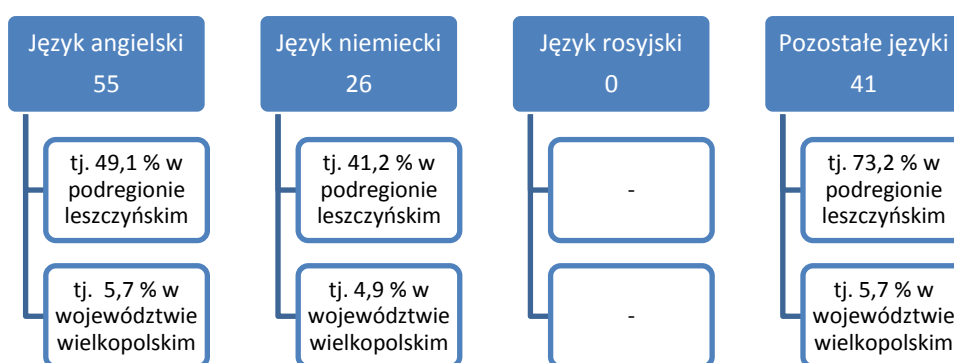 Język angielski
55
tj. 49,1 % w
podregionie
leszczyńskim
tj. 5,7 % w
województwie
wielkopolskim
Język niemiecki
26
tj. 41,2 % w
podregionie
leszczyńskim
tj. 4,9 % w
województwie
wielkopolskim
Język rosyjski
0
-
-
Pozostałe języki
41
tj. 73,2 % w
podregionie
leszczyńskim
tj. 5,7 % w
województwie
wielkopolskim